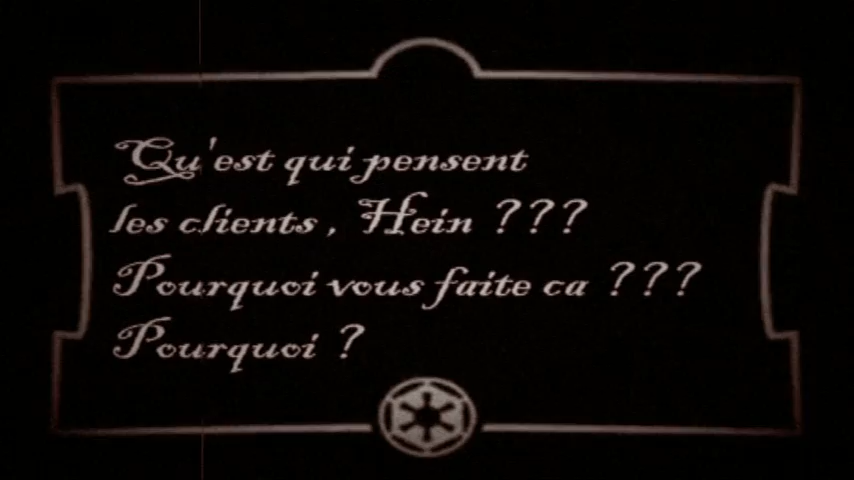 Qu'est qui pensent
les clients , Hein ???
Pourquoi vous faite ca ???
Pourquoi ?